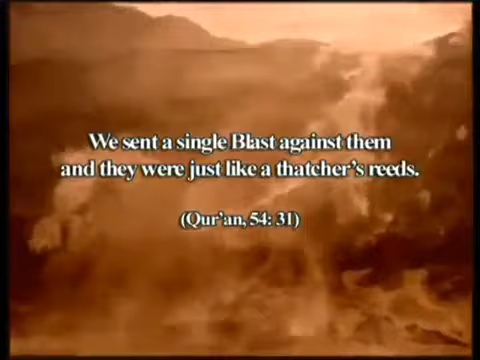 We sent a single Blast against them
and they were just like a thatcher's reeds.
(Qur'an, 54: 31)